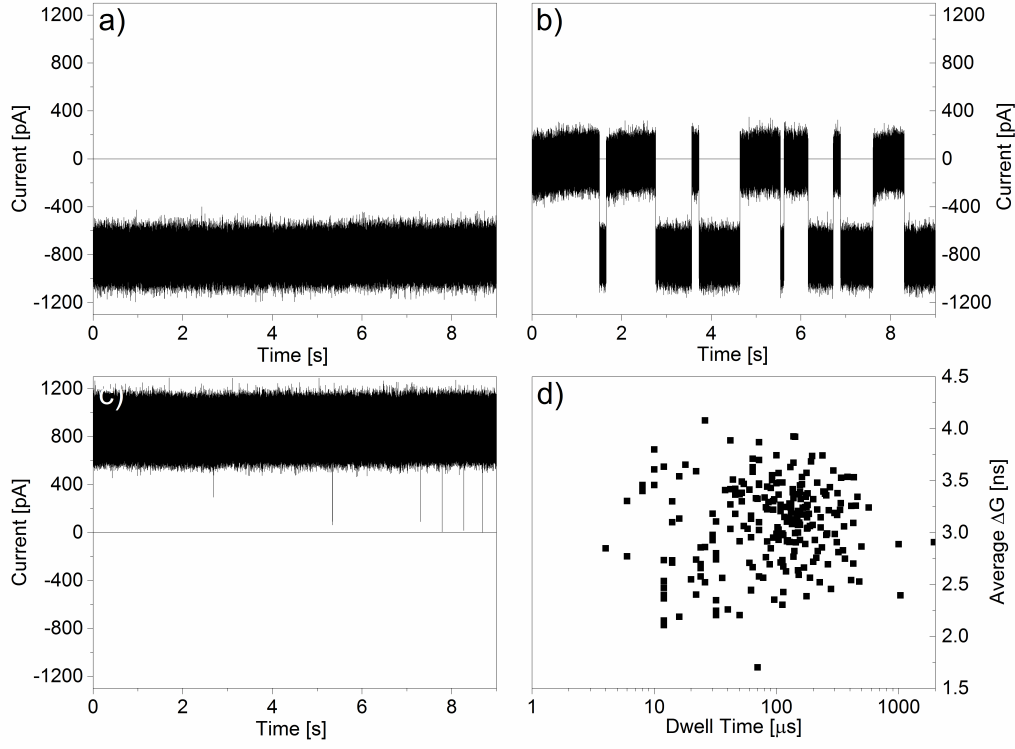 a)
1200
800
400
0
-400
-800
-1200
Current [pA]
0 2 4 6 8
Time [s]
b)
1200
800
400
0
-400
-800
-1200
Current [pA]
0 2 4 6 8
Time [s]
c)
1200
800
400
0
-400
-800
-1200
Current [pA]
0 2 4 6 8
Time [s]
d)
4.5
4.0
3.5
3.0
2.5
2.0
1.5
Average ΔG [ns]
1 10 100 1000
Dwell Time [μs]